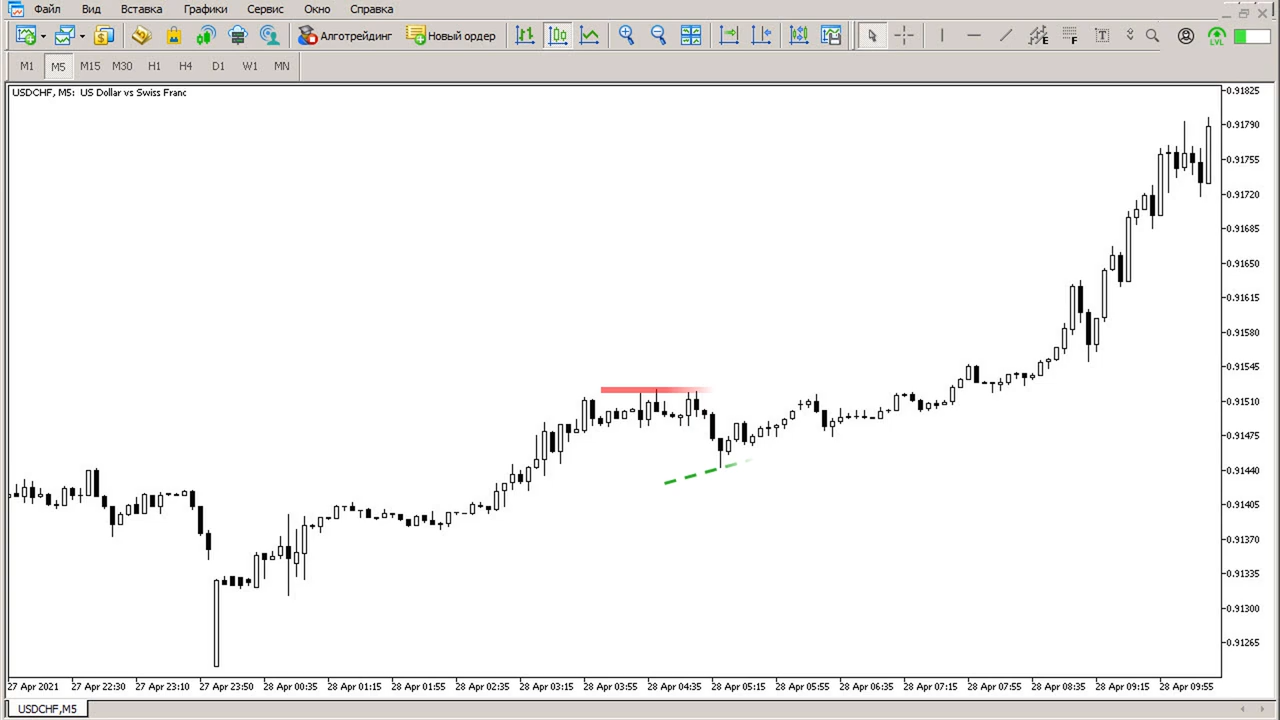 Файл Вид Вставка Графики Сервис Окно Справка
Алготрейдинг Новый ордер E F T LVL
M1 M5 M15 M30 H1 H4 D1 W1 MN
USDCHF, M5: US Dollar vs Swiss Franc
0.91825
0.91790
0.91755
0.91720
0.91685
0.91650
0.91615
0.91580
0.91545
0.91510
0.91475
0.91440
0.91405
0.91370
0.91335
0.91300
0.91265
27 Apr 2021 27 Apr 22:30 27 Apr 23:10 27 Apr 23:50 28 Apr 00:35 28 Apr 01:15 28 Apr 01:55 28 Apr 02:35 28 Apr 03:15 28 Apr 03:55 28 Apr 04:35 28 Apr 05:15 28 Apr 05:55 28 Apr 06:35 28 Apr 07:15 28 Apr 07:55 28 Apr 08:35 28 Apr 09:15 28 Apr 09:55
USDCHF,M5